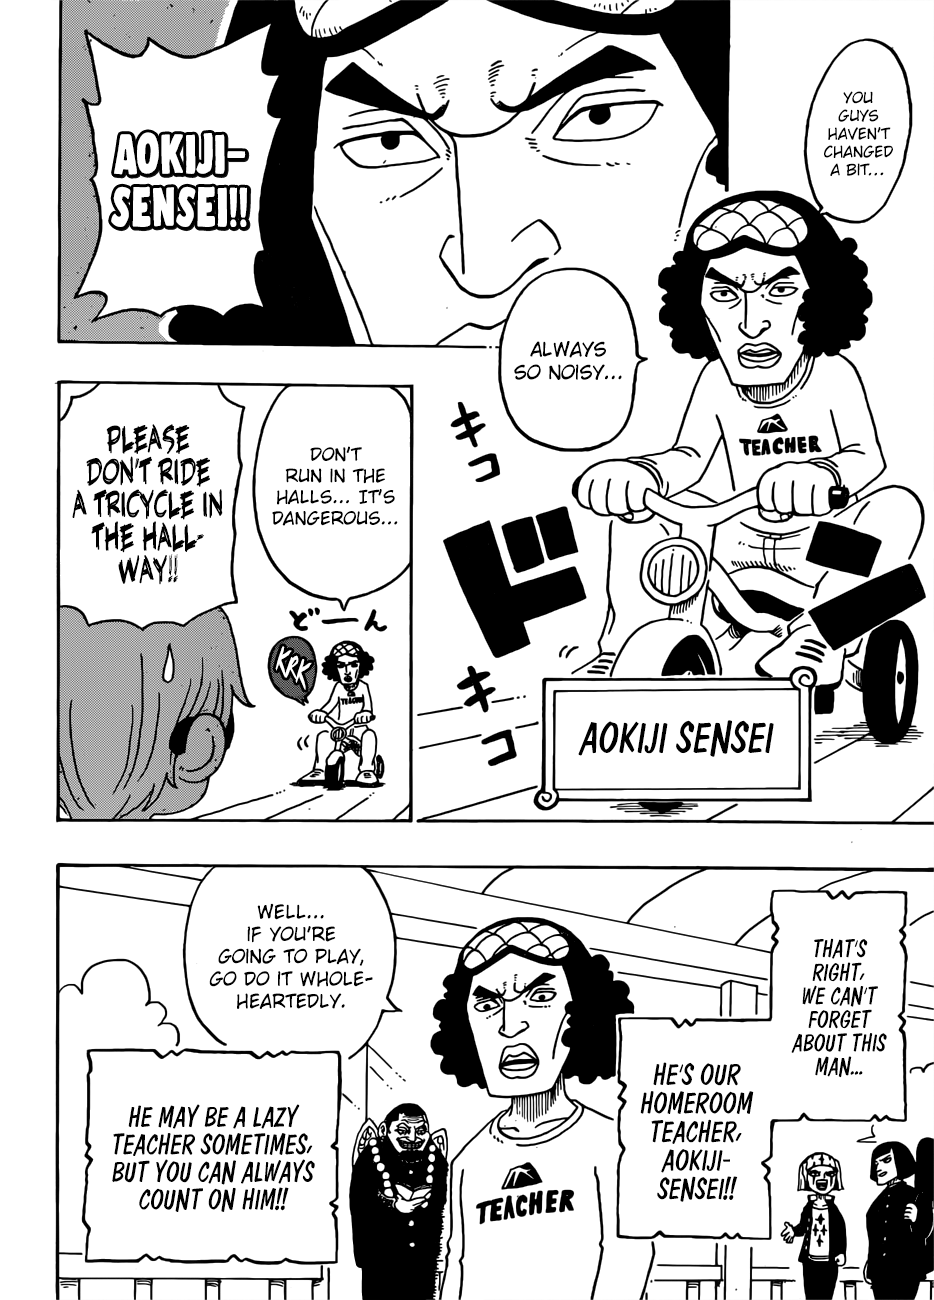 YOU
GUYS
HAVEN'T
CHANGED
A BIT...
AOKIJI-
SENSEI!!
ALWAYS
SO NOISY...
TEACHER
キコ
ドドン
キコ
AOKIJI SENSEI
DON'T
RUN IN THE
HALLS... IT'S
DANGEROUS...
PLEASE
DON'T RIDE
A TRICYCLE IN
THE HALL-
WAY!!
どーん
KRK
TEACHER
THAT'S
RIGHT,
WE CAN'T
FORGET
ABOUT THIS
MAN...
HE'S OUR
HOMEROOM
TEACHER,
AOKIJI-
SENSEI!!
WELL...
IF YOU'RE
GOING TO PLAY,
GO DO IT WHOLE-
HEARTEDLY.
HE MAY BE A LAZY
TEACHER SOMETIMES,
BUT YOU CAN ALWAYS
COUNT ON HIM!!
TEACHER